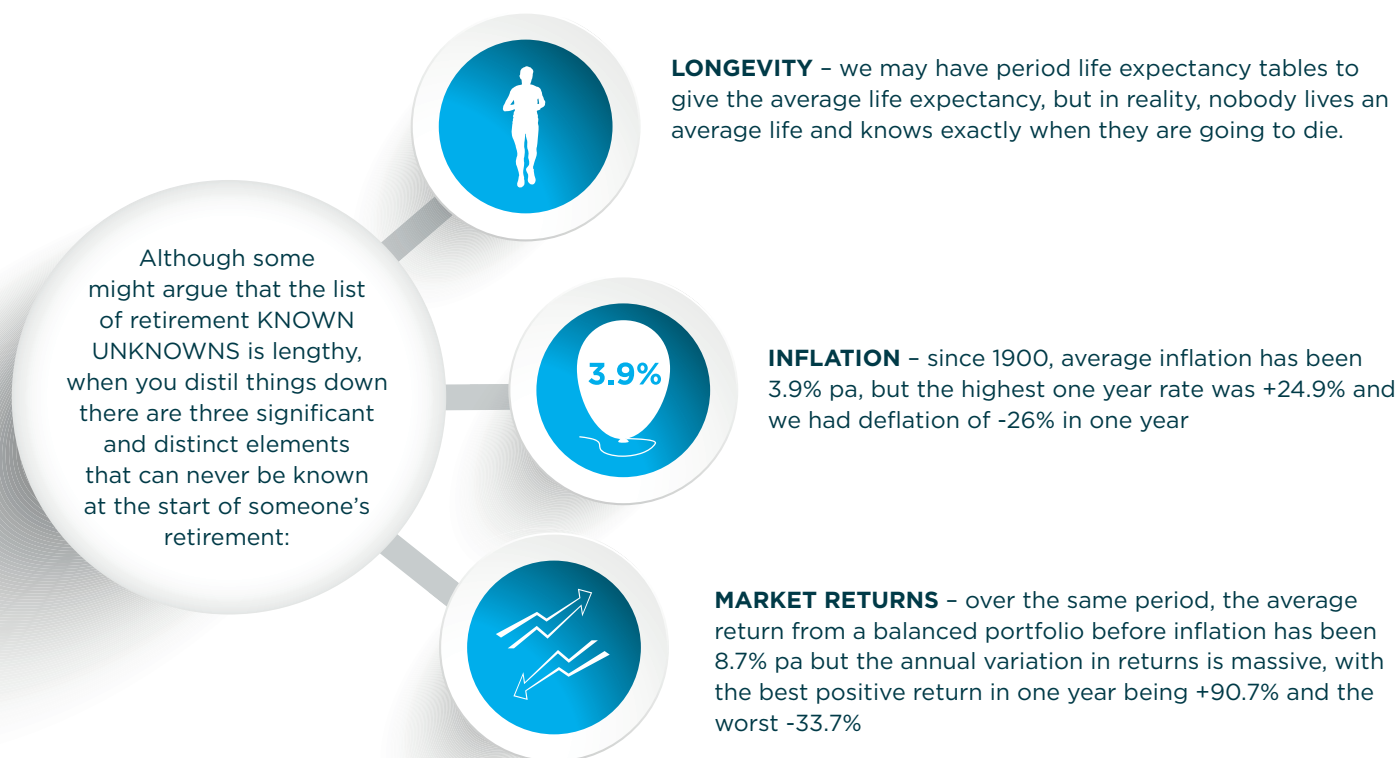 Although some
might argue that the list
of retirement KNOWN
UNKNOWNS is lengthy,
when you distil things down
there are three significant
and distinct elements
that can never be known
at the start of someone’s
retirement:
LONGEVITY – we may have period life expectancy tables to
give the average life expectancy, but in reality, nobody lives an
average life and knows exactly when they are going to die.
3.9%
INFLATION – since 1900, average inflation has been
3.9% pa, but the highest one year rate was +24.9% and
we had deflation of -26% in one year
MARKET RETURNS – over the same period, the average
return from a balanced portfolio before inflation has been
8.7% pa but the annual variation in returns is massive, with
the best positive return in one year being +90.7% and the
worst -33.7%